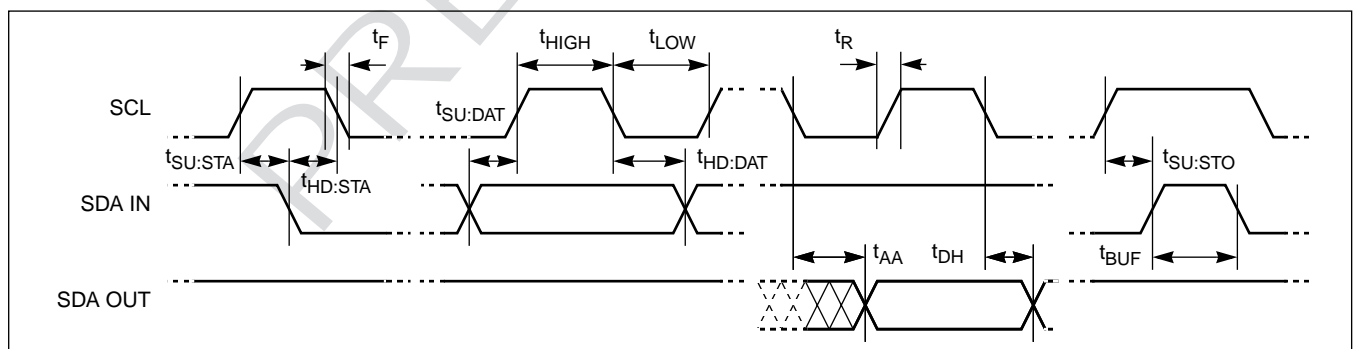 tF
tHIGH
tLOW
tR
SCL
tSU:DAT
tSU:STA
tHD:STA
tHD:DAT
tSU:STO
SDA IN
tAA
tDH
tBUF
SDA OUT